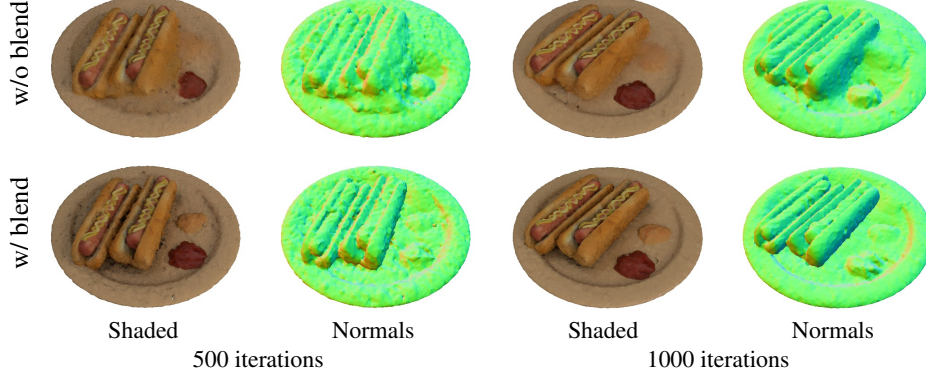 w/o blend
w/ blend
Shaded Normals Shaded Normals
500 iterations 1000 iterations